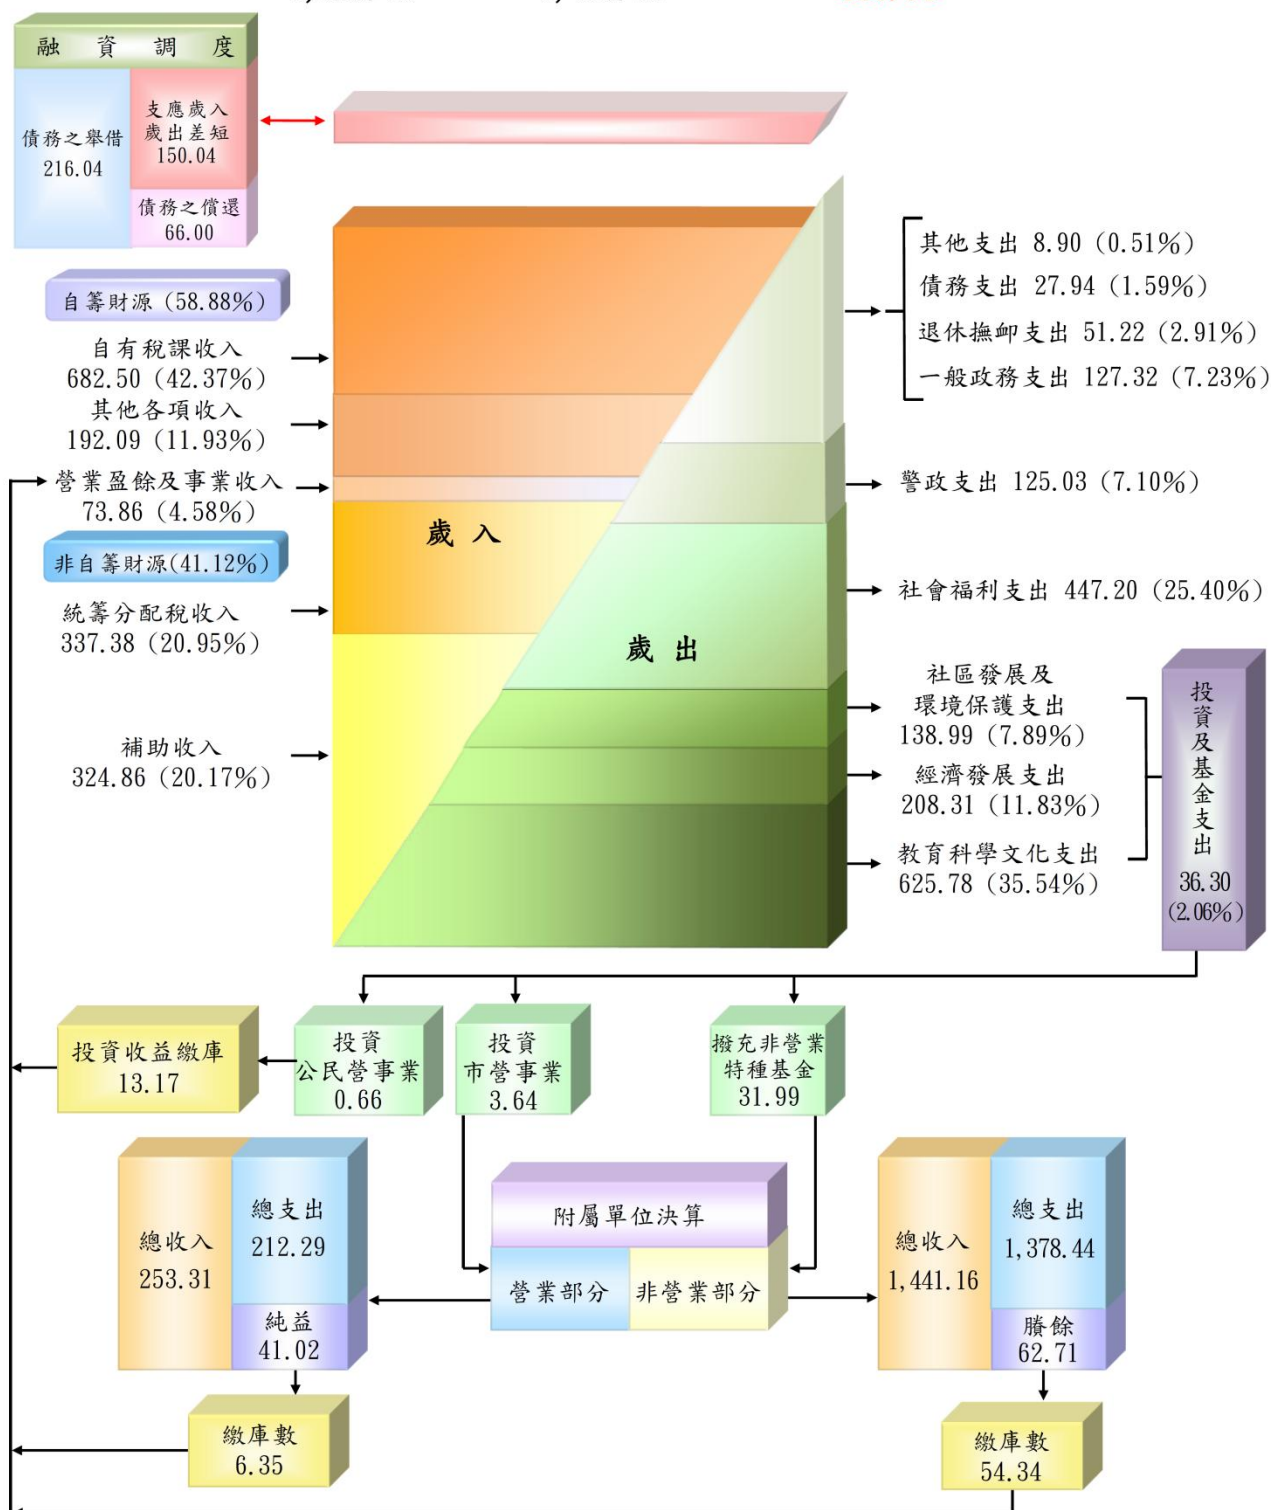 融資調度
債務之舉借
216.04
支應歲入
歲出差短
150.04
債務之償還
66.00
自籌財源 (58.88%)
自有稅課收入
682.50 (42.37%)
其他各項收入
192.09 (11.93%)
營業盈餘及事業收入
73.86 (4.58%)
非自籌財源(41.12%)
統籌分配稅收入
337.38 (20.95%)
補助收入
324.86 (20.17%)
歲入
歲出
其他支出 8.90 (0.51%)
債務支出 27.94 (1.59%)
退休撫卹支出 51.22 (2.91%)
一般政務支出 127.32 (7.23%)
警政支出 125.03 (7.10%)
社會福利支出 447.20 (25.40%)
社區發展及
環境保護支出
138.99 (7.89%)
經濟發展支出
208.31 (11.83%)
教育科學文化支出
625.78 (35.54%)
投資及基金支出
36.30
(2.06%)
投資收益繳庫
13.17
投資
公民營事業
0.66
投資
市營事業
3.64
撥充非營業
特種基金
31.99
總收入
253.31
總支出
212.29
純益
41.02
繳庫數
6.35
附屬單位決算
營業部分
非營業部分
總收入
1,441.16
總支出
1,378.44
賸餘
62.71
繳庫數
54.34